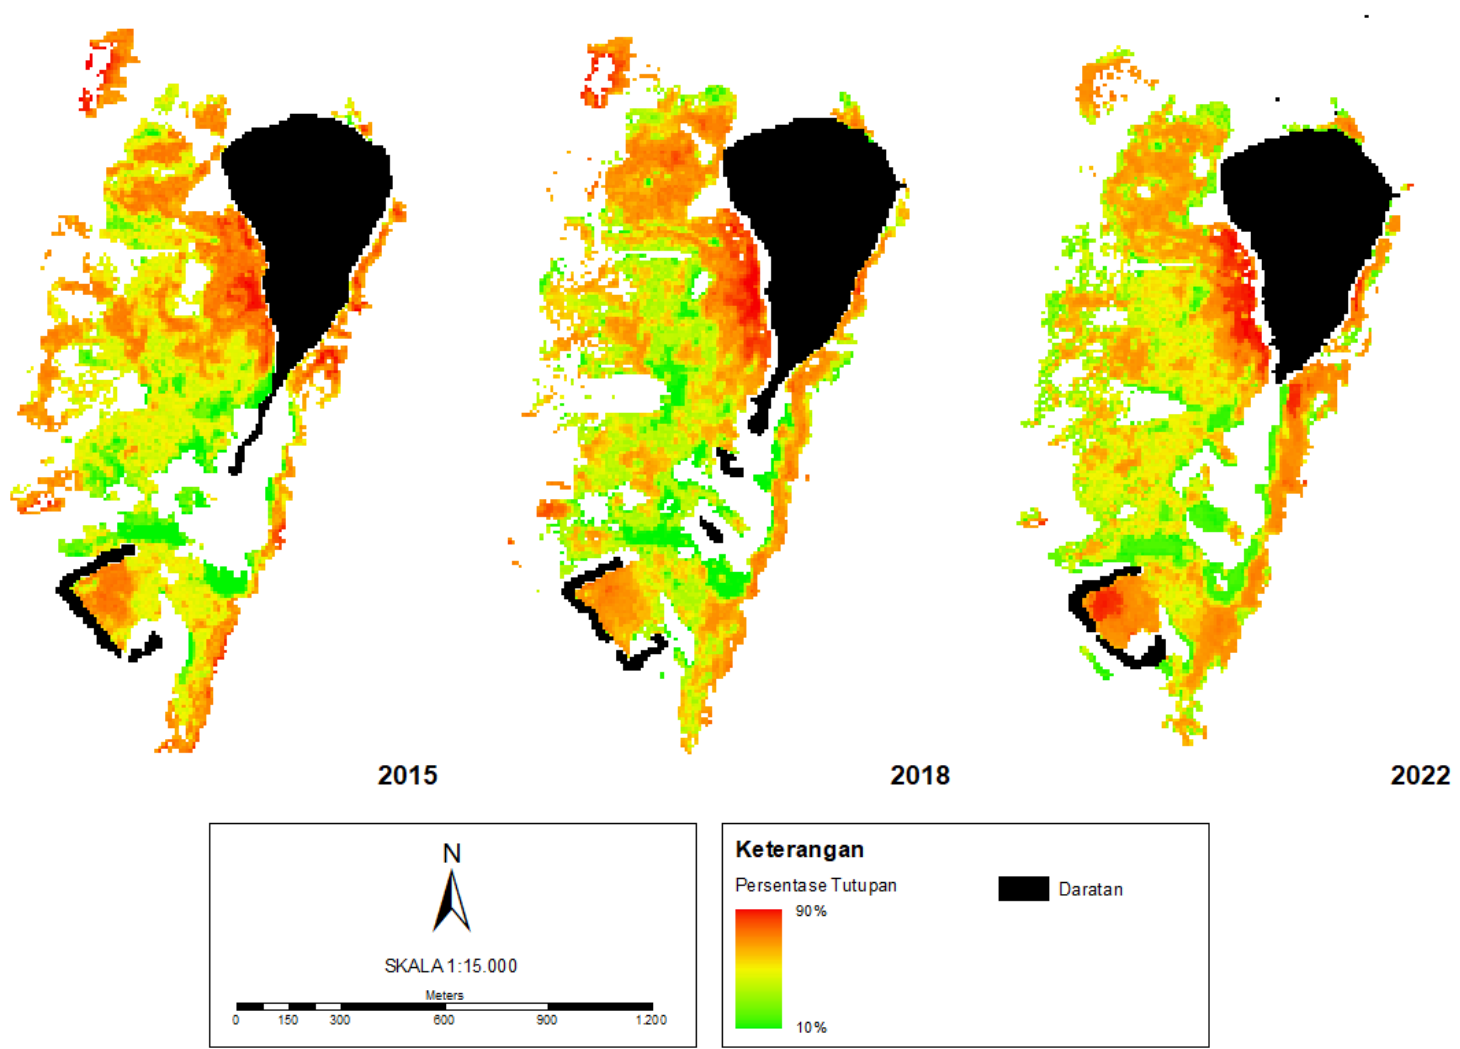 2015
2018
2022
N
SKALA 1:15.000
Meters
0 150 300 600 900 1.200
Keterangan
Persentase Tutupan
90%
10%
Daratan